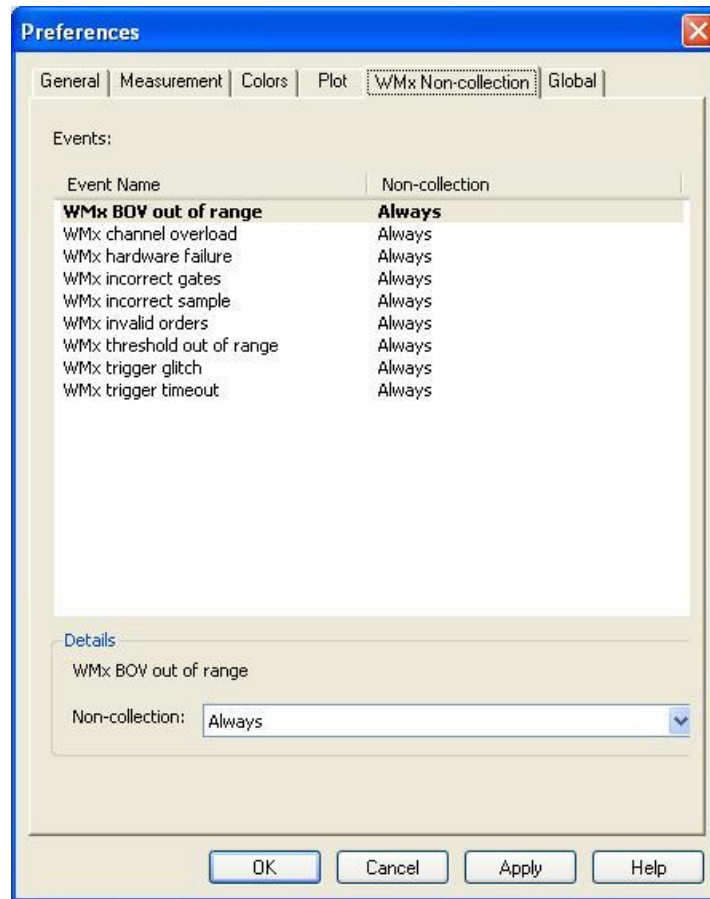 Preferences
General Measurement Colors Plot WMx Non-collection Global
Events:
Event Name Non-collection
WMx BOV out of range Always
WMx channel overload Always
WMx hardware failure Always
WMx incorrect gates Always
WMx incorrect sample Always
WMx invalid orders Always
WMx threshold out of range Always
WMx trigger glitch Always
WMx trigger timeout Always
Details
WMx BOV out of range
Non-collection: Always
OK Cancel Apply Help